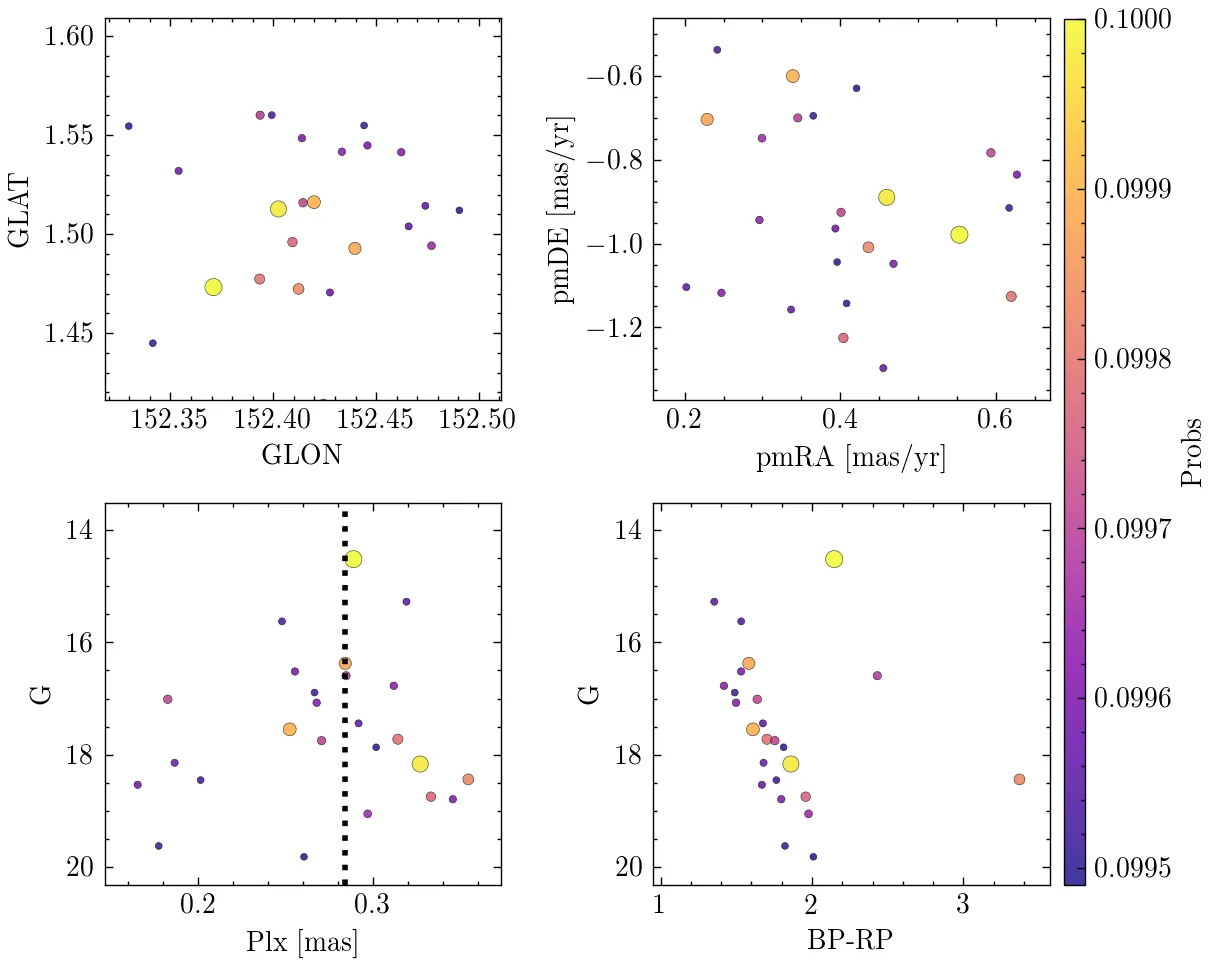 1.60
1.55
1.50
1.45
GLAT
152.35 152.40 152.45 152.50
GLON
−0.6
−0.8
−1.0
−1.2
pmDE [mas/yr]
0.2 0.4 0.6
pmRA [mas/yr]
0.1000
0.0999
0.0998
0.0997
0.0996
0.0995
Probs
14
16
18
20
G
0.2 0.3
Plx [mas]
14
16
18
20
G
1 2 3
BP-RP